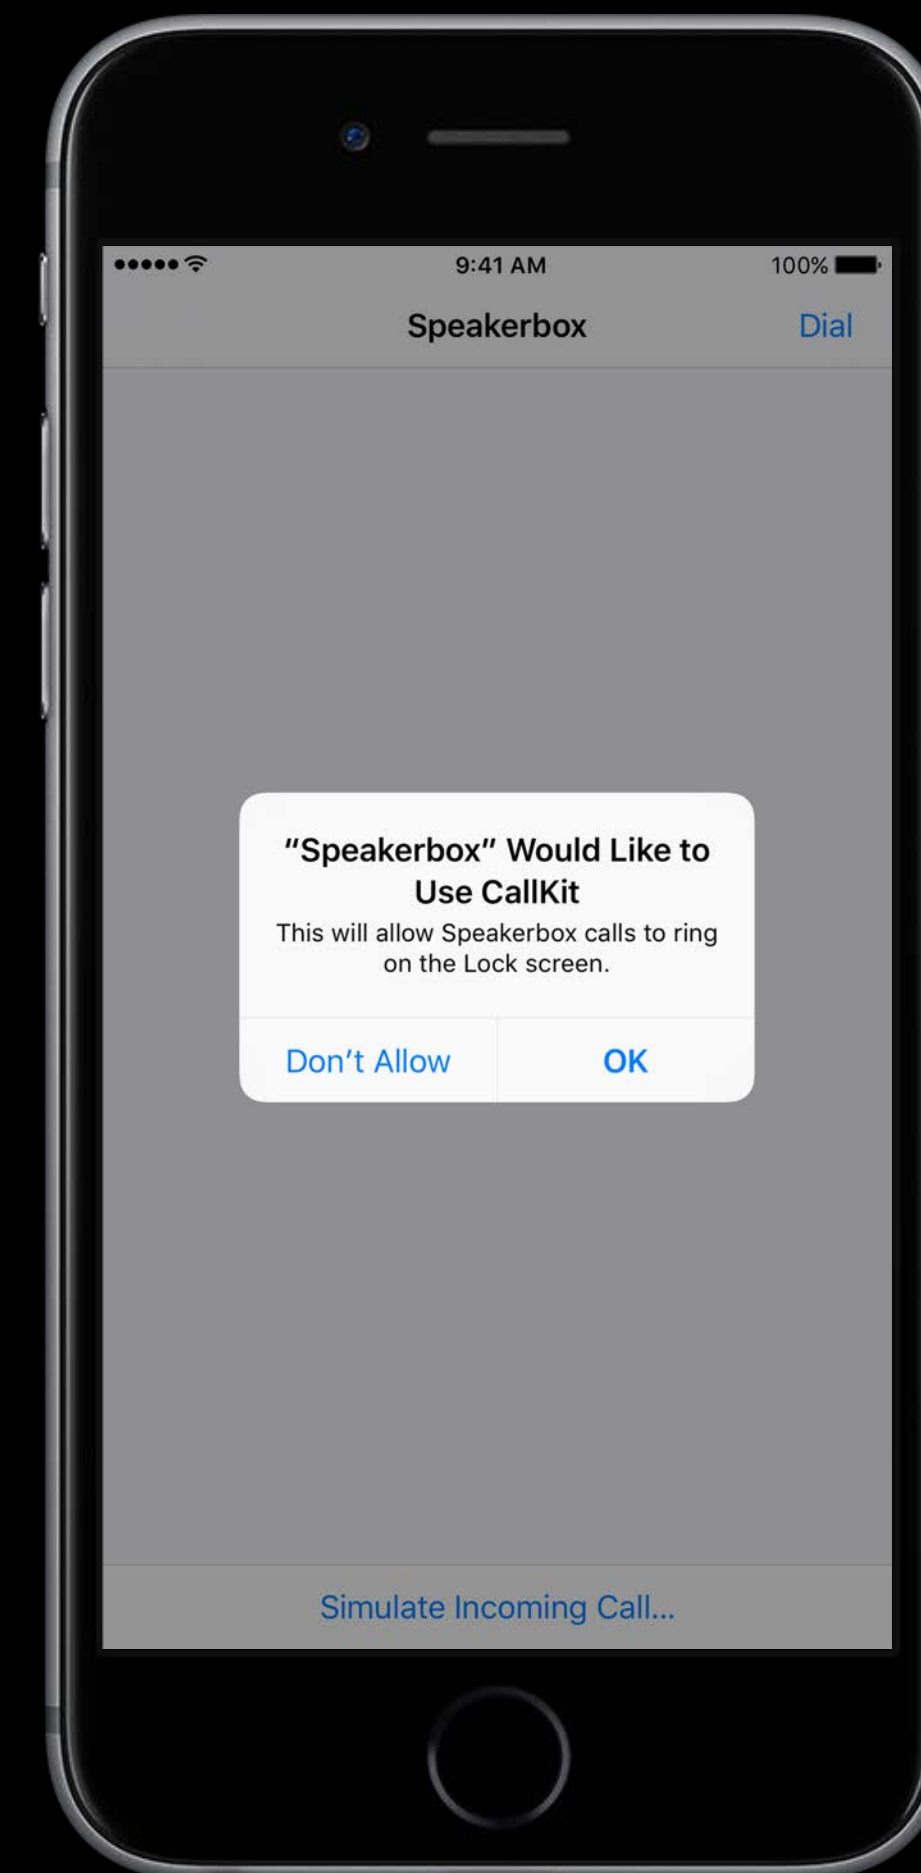 9:41 AM
100%
Speakerbox
Dial
“Speakerbox” Would Like to
Use CallKit
This will allow Speakerbox calls to ring
on the Lock screen.
Don’t Allow
OK
Simulate Incoming Call...